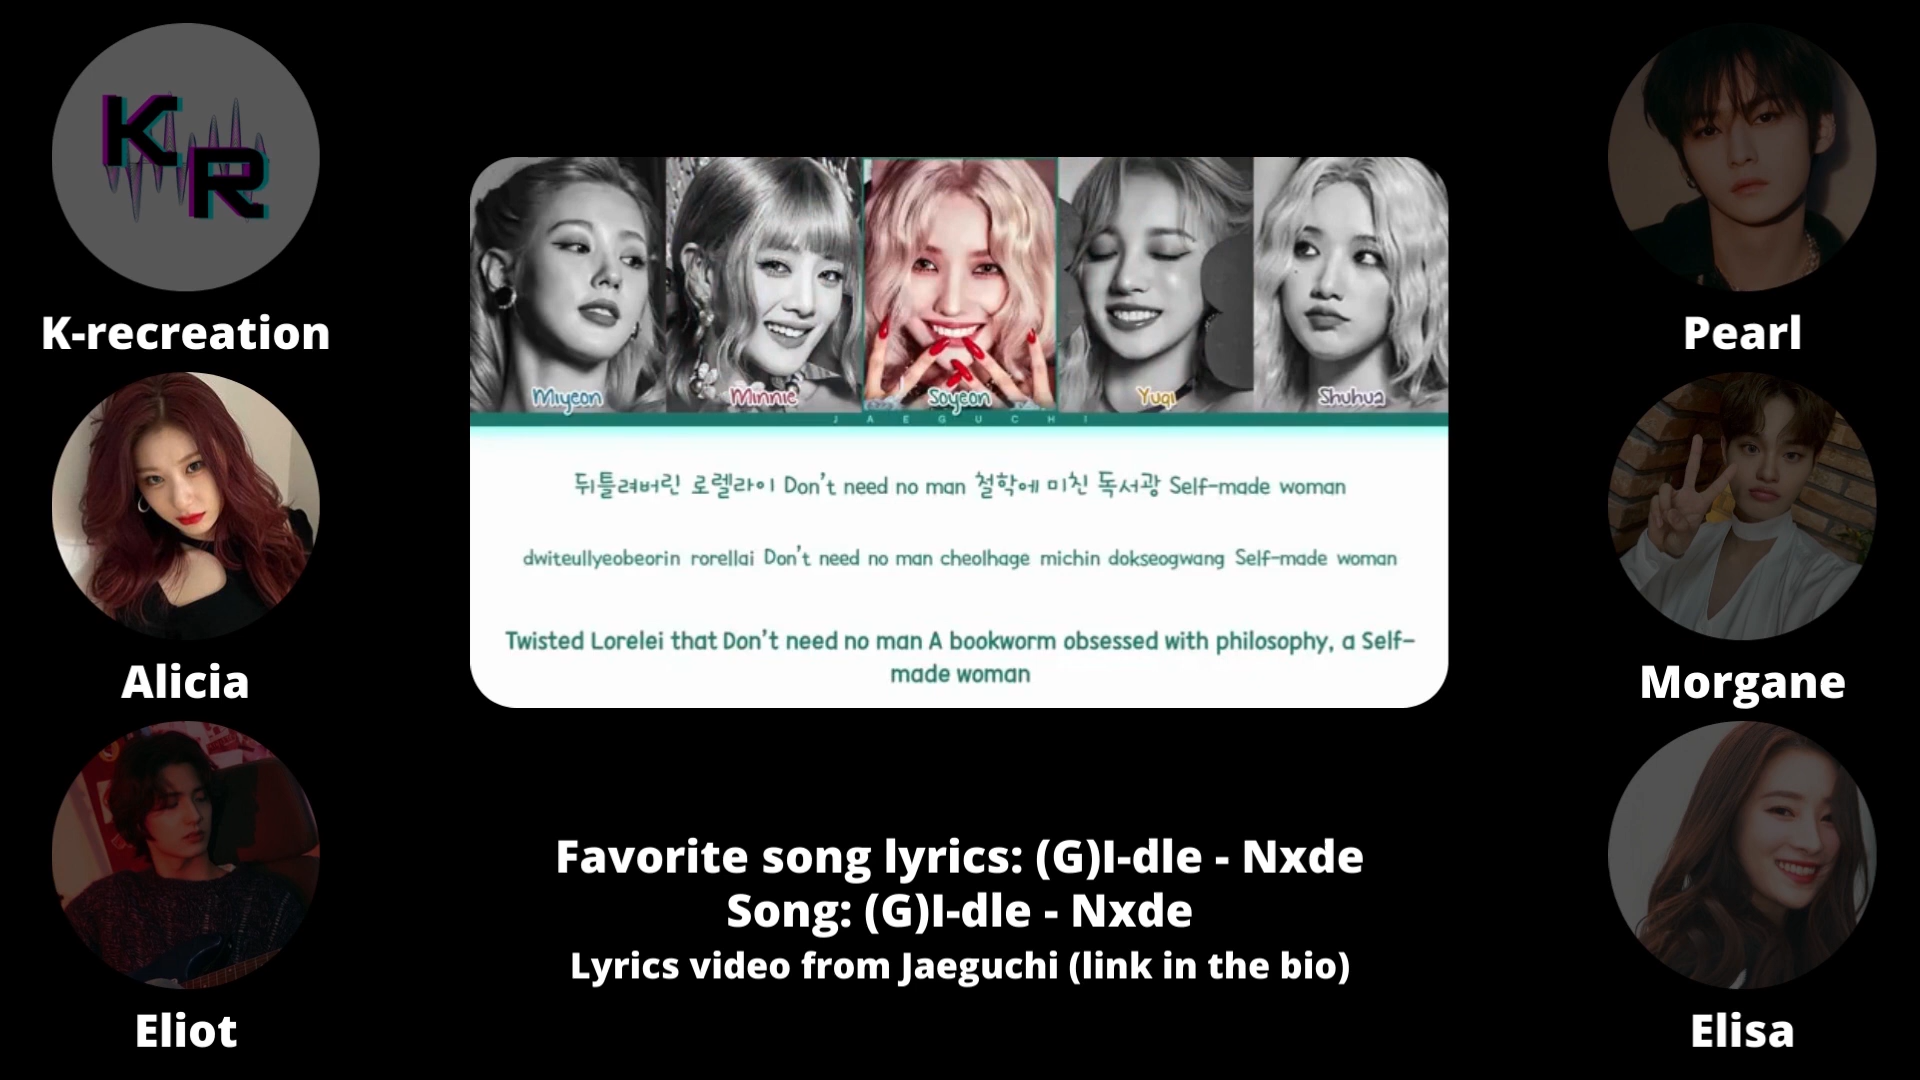 KR
K-recreation
Alicia
Eliot
Miyeon
Minnie
Soyeon
Yuqi
Shuhua
JAEGUCHI
뒤틀려버린 로렐라이 Don't need no man 철학에 미친 독서광 Self-made woman
dwiteullyeobeorin rorellai Don't need no man cheolhage michin dokseogwang Self-made woman
Twisted Lorelei that Don't need no man A bookworm obsessed with philosophy, a Self-
made woman
Favorite song lyrics: (G)I-dle - Nxde
Song: (G)I-dle - Nxde
Lyrics video from Jaeguchi (link in the bio)
Pearl
Morgane
Elisa